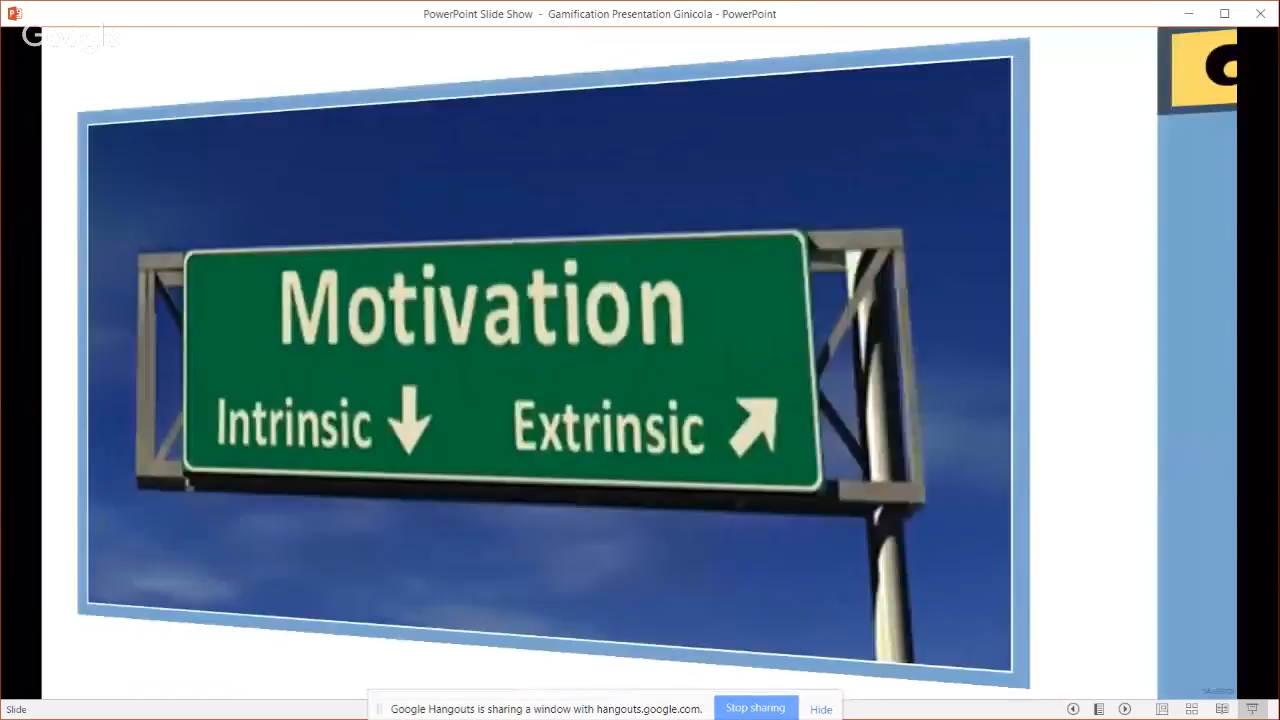 PowerPoint Slide Show - Gamification Presentation Ginicola - PowerPoint
Google
Motivation
Intrinsic
Extrinsic
Google Hangouts is sharing a window with hangouts.google.com.
Stop sharing
Hide
Slide